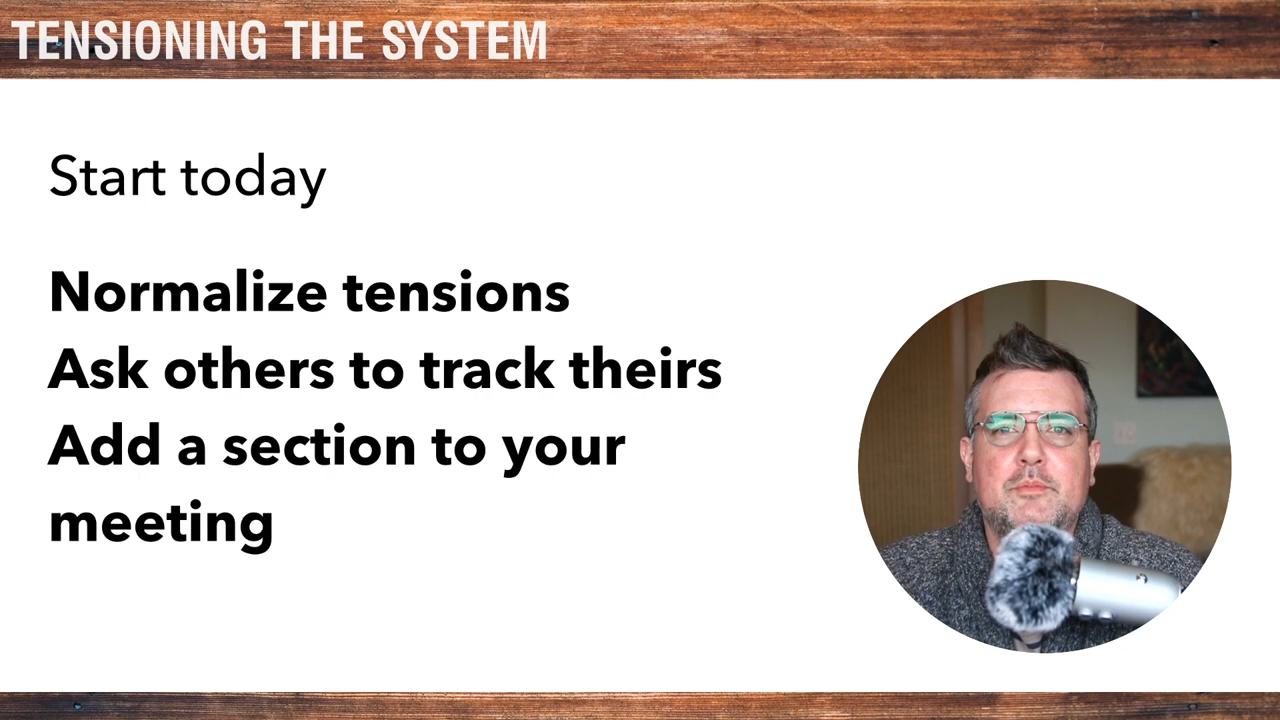 TENSIONING THE SYSTEM
Start today
Normalize tensions
Ask others to track theirs
Add a section to your
meeting